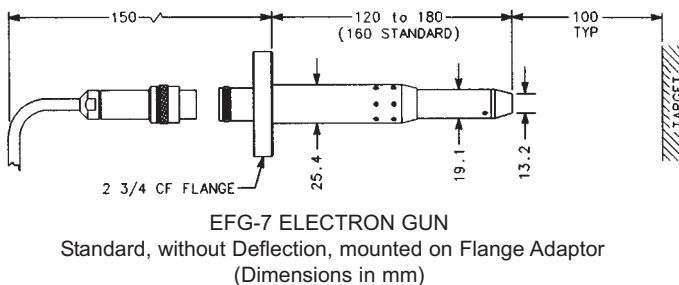 150
120 to 180
(160 STANDARD)
100
TYP
TARGET
25.4
19.1
13.2
2 3/4 CF FLANGE
EFG-7 ELECTRON GUN
Standard, without Deflection, mounted on Flange Adaptor
(Dimensions in mm)